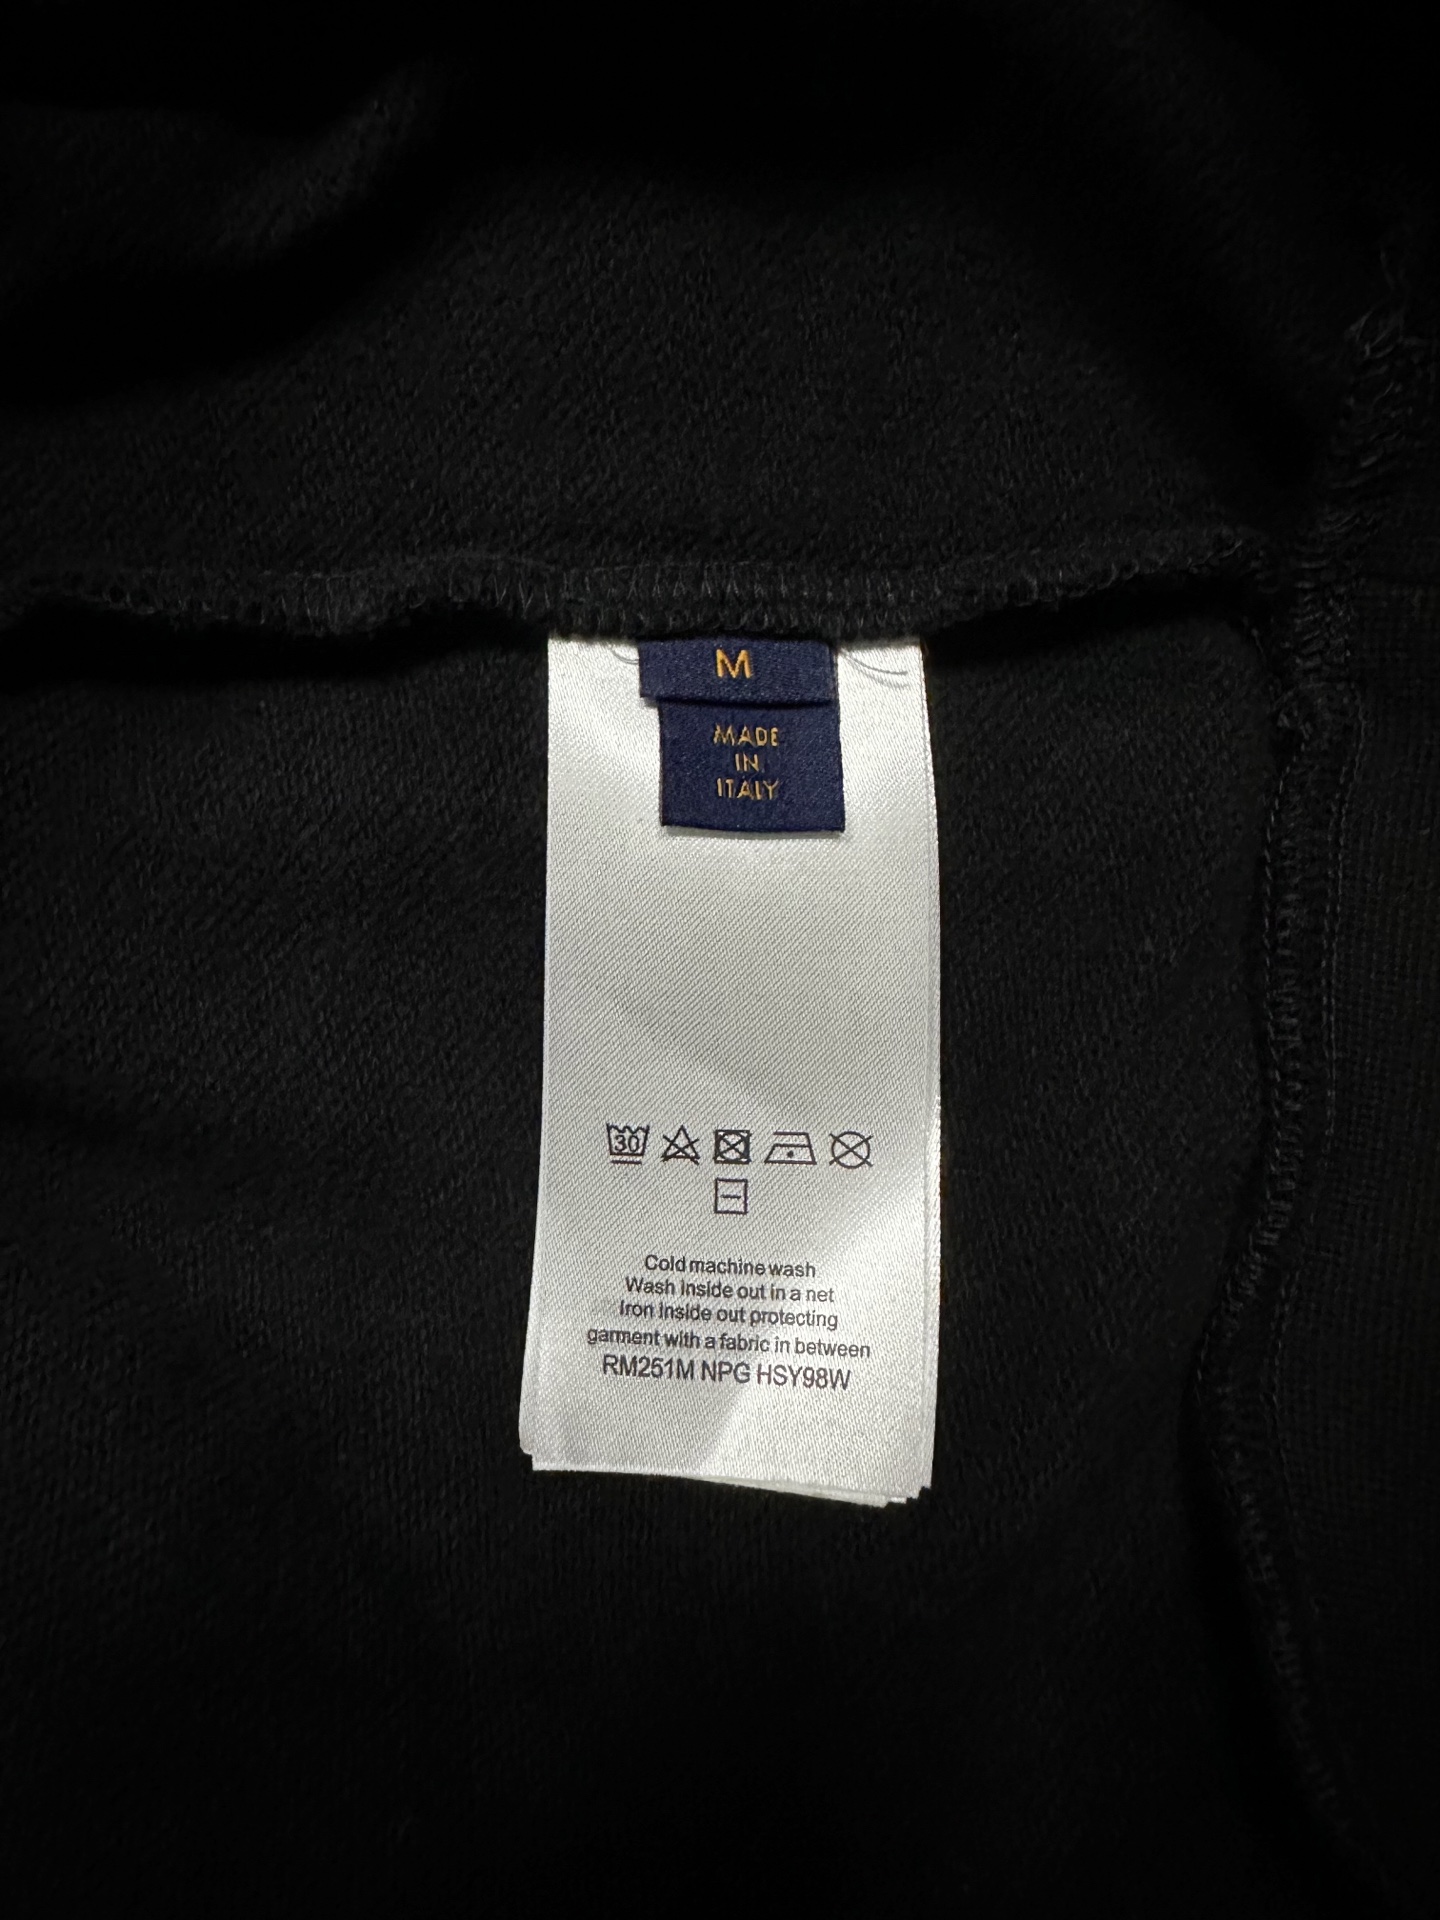 M
MADE
IN
ITALY
30
Cold machine wash
Wash inside out in a net
Iron inside out protecting
garment with a fabric in between
RM251M NPG HSY98W